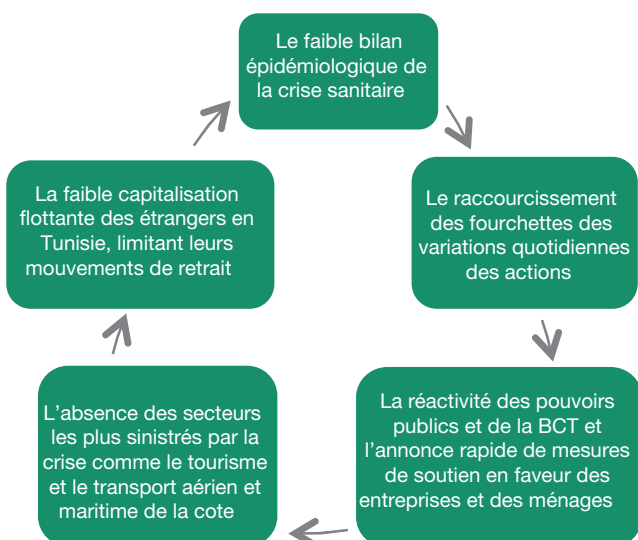 Le faible bilan
épidémiologique de
la crise sanitaire
Le raccourcissement
des fourchettes des
variations quotidiennes
des actions
La réactivité des pouvoirs
publics et de la BCT et
l’annonce rapide de mesures
de soutien en faveur des
entreprises et des ménages
L’absence des secteurs
les plus sinistrés par la
crise comme le tourisme
et le transport aérien et
maritime de la cote
La faible capitalisation
flottante des étrangers en
Tunisie, limitant leurs
mouvements de retrait